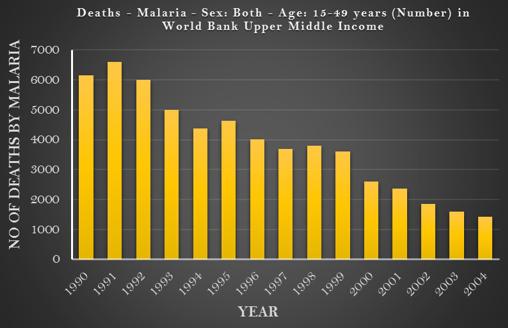 Deaths - Malaria - Sex: Both - Age: 15-49 years (Number) in
World Bank Upper Middle Income
NO OF DEATHS BY MALARIA
7000
6000
5000
4000
3000
2000
1000
0
1990 1991 1992 1993 1994 1995 1996 1997 1998 1999 2000 2001 2002 2003 2004
YEAR